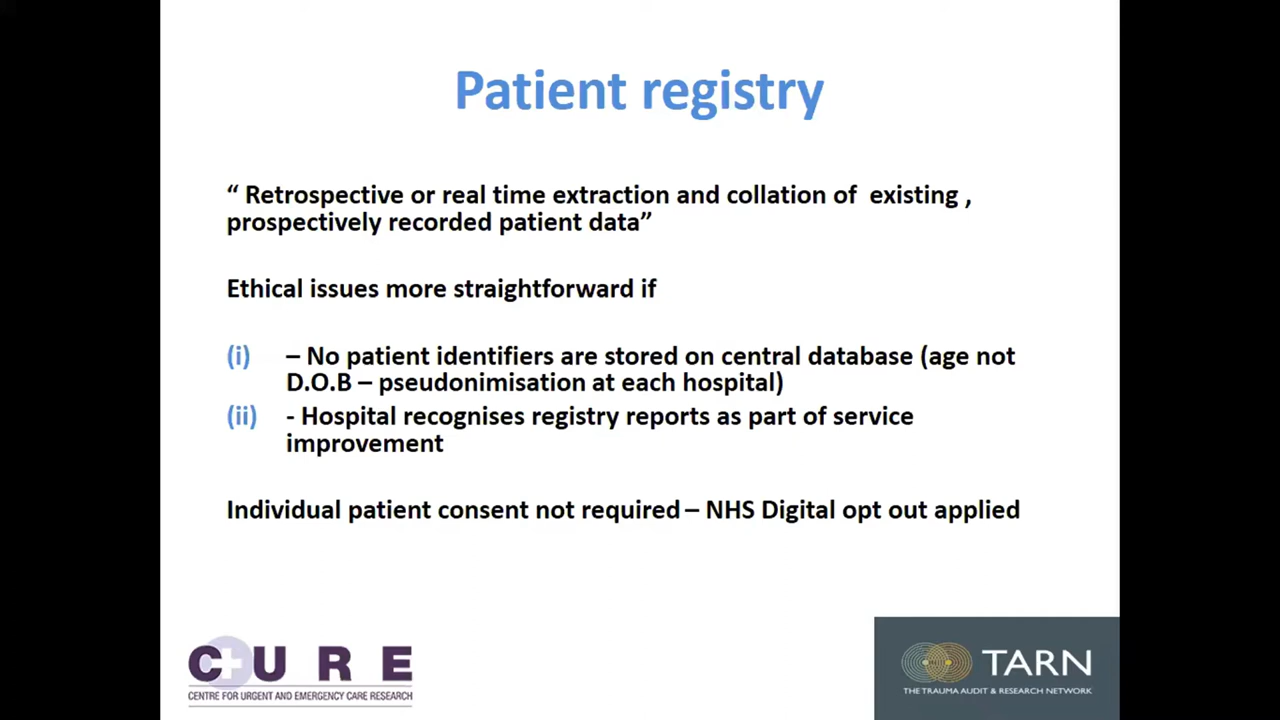 Patient registry
“ Retrospective or real time extraction and collation of  existing ,
prospectively recorded patient data”
Ethical issues more straightforward if
(i) – No patient identifiers are stored on central database (age not
D.O.B – pseudonimisation at each hospital)
(ii) - Hospital recognises registry reports as part of service
improvement
Individual patient consent not required – NHS Digital opt out applied
CURE
CENTRE FOR URGENT AND EMERGENCY CARE RESEARCH
TARN
THE TRAUMA AUDIT & RESEARCH NETWORK